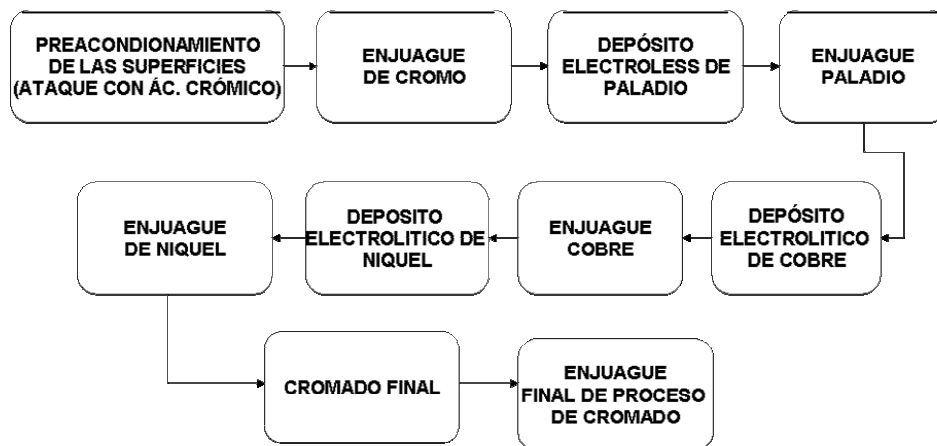 PREACONDIONAMIENTO
DE LAS SUPERFICIES
(ATAQUE CON ÁC. CRÓMICO)
ENJUAGUE
DE CROMO
DEPÓSITO
ELECTROLESS DE
PALADIO
ENJUAGUE
PALADIO
DEPÓSITO
ELECTROLITICO
DE COBRE
ENJUAGUE
COBRE
DEPOSITO
ELECTROLITICO DE
NIQUEL
ENJUAGUE
DE NIQUEL
CROMADO FINAL
ENJUAGUE
FINAL DE PROCESO
DE CROMADO